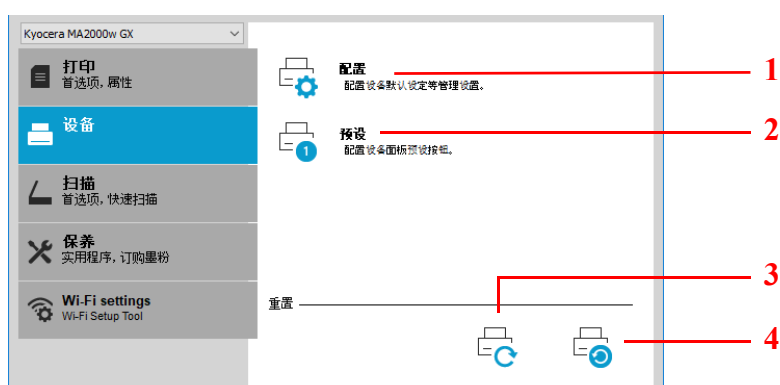 Kyocera MA2000w GX
打印
首选项, 属性
设备
扫描
首选项, 快速扫描
保养
实用程序, 订购墨粉
Wi-Fi settings
Wi-Fi Setup Tool
配置
配置设备默认设定等管理设置。
预设
配置设备面板预设按钮。
1
重置
1
2
3
4